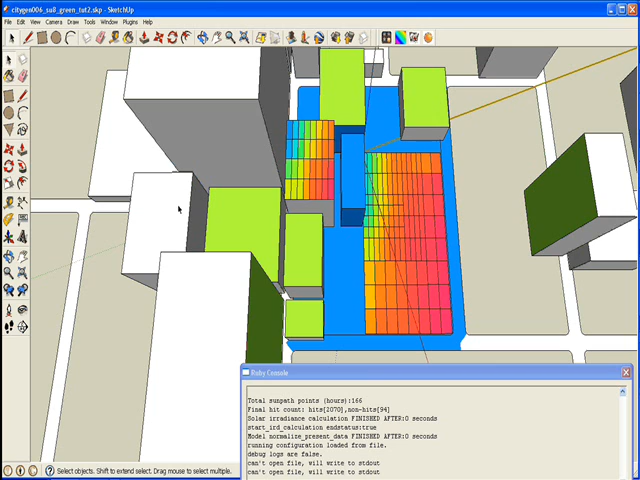 citygen006_su8_green_tut2.skp - SketchUp
File Edit View Camera Draw Tools Window Plugins Help
Ruby Console
Total sunpath points (hours):166
Final hit count: hits[2070],non-hits[94]
Solar irradiance calculation FINISHED AFTER:0 seconds
start_ird_calculation endstatus:true
Model normalize_present_data FINISHED AFTER:0 seconds
running configuration loaded from file.
debug logs are false.
can't open file, will write to stdout
can't open file, will write to stdout
Select objects. Shift to extend select. Drag mouse to select multiple.